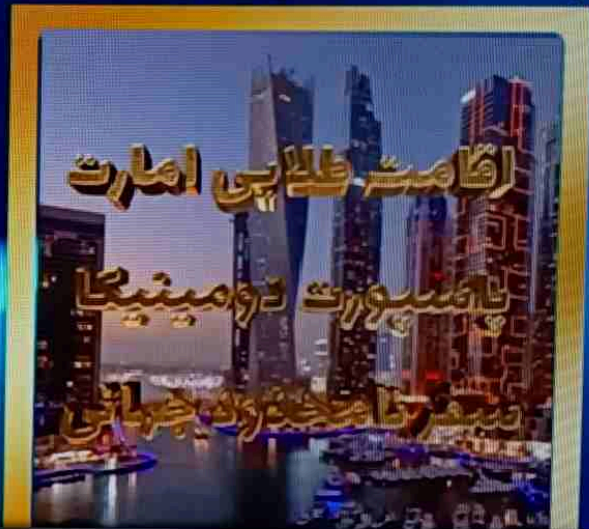 اقامت طلایی امارت
پاسپورت دومینیکا
سفر نامحدود جهانی